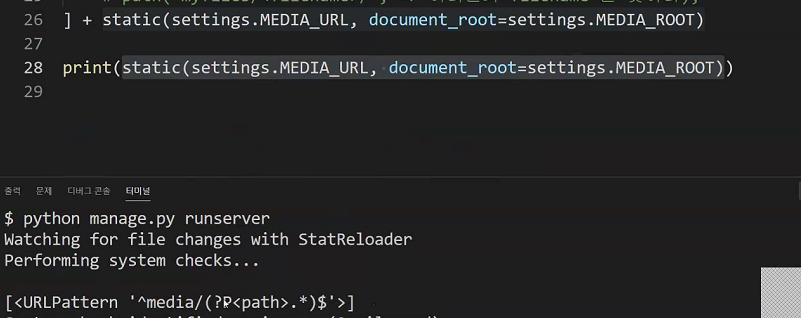 26 ] + static(settings.MEDIA_URL, document_root=settings.MEDIA_ROOT)
27
28 print(static(settings.MEDIA_URL, document_root=settings.MEDIA_ROOT))
29
출력 문제 디버그 콘솔 터미널
$ python manage.py runserver
Watching for file changes with StatReloader
Performing system checks...
[<URLPattern '^media/(?P<path>.*)$'>]